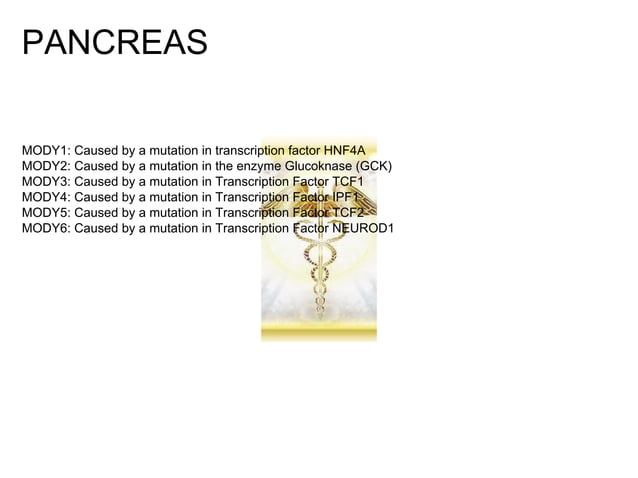 PANCREAS
MODY1: Caused by a mutation in transcription factor HNF4A
MODY2: Caused by a mutation in the enzyme Glucoknase (GCK)
MODY3: Caused by a mutation in Transcription Factor TCF1
MODY4: Caused by a mutation in Transcription Factor IPF1
MODY5: Caused by a mutation in Transcription Factor TCF2
MODY6: Caused by a mutation in Transcription Factor NEUROD1